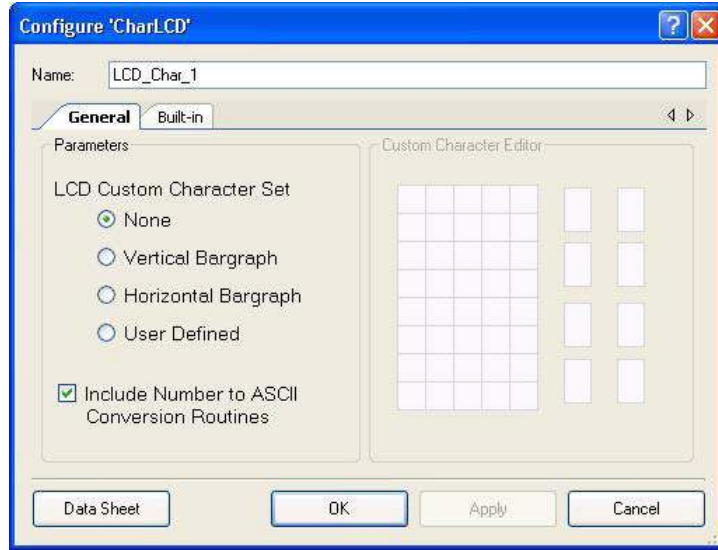 Configure 'CharLCD'
Name: LCD_Char_1
General Built-in
Parameters
Custom Character Editor
LCD Custom Character Set
None
Vertical Bargraph
Horizontal Bargraph
User Defined
Include Number to ASCII
Conversion Routines
Data Sheet OK Apply Cancel